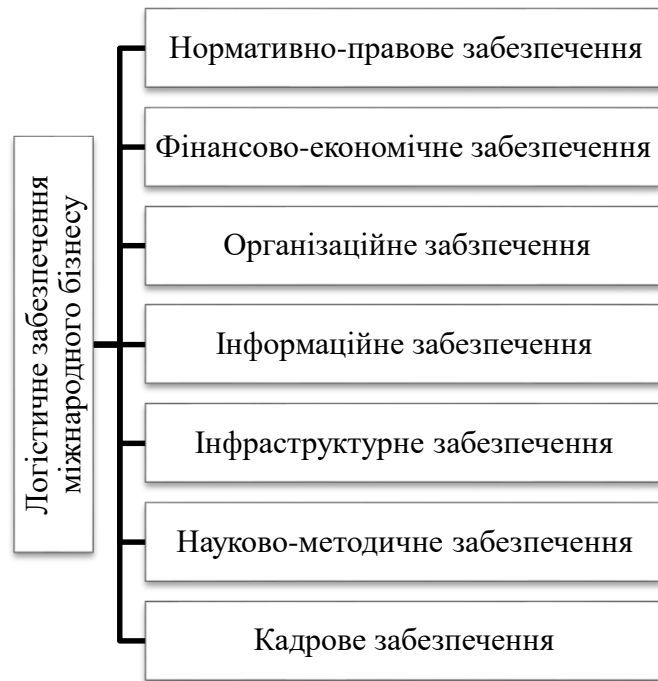 Логістичне забезпечення
міжнародного бізнесу
Нормативно-правове забезпечення
Фінансово-економічне забезпечення
Організаційне забзпечення
Інформаційне забезпечення
Інфраструктурне забезпечення
Науково-методичне забезпечення
Кадрове забезпечення